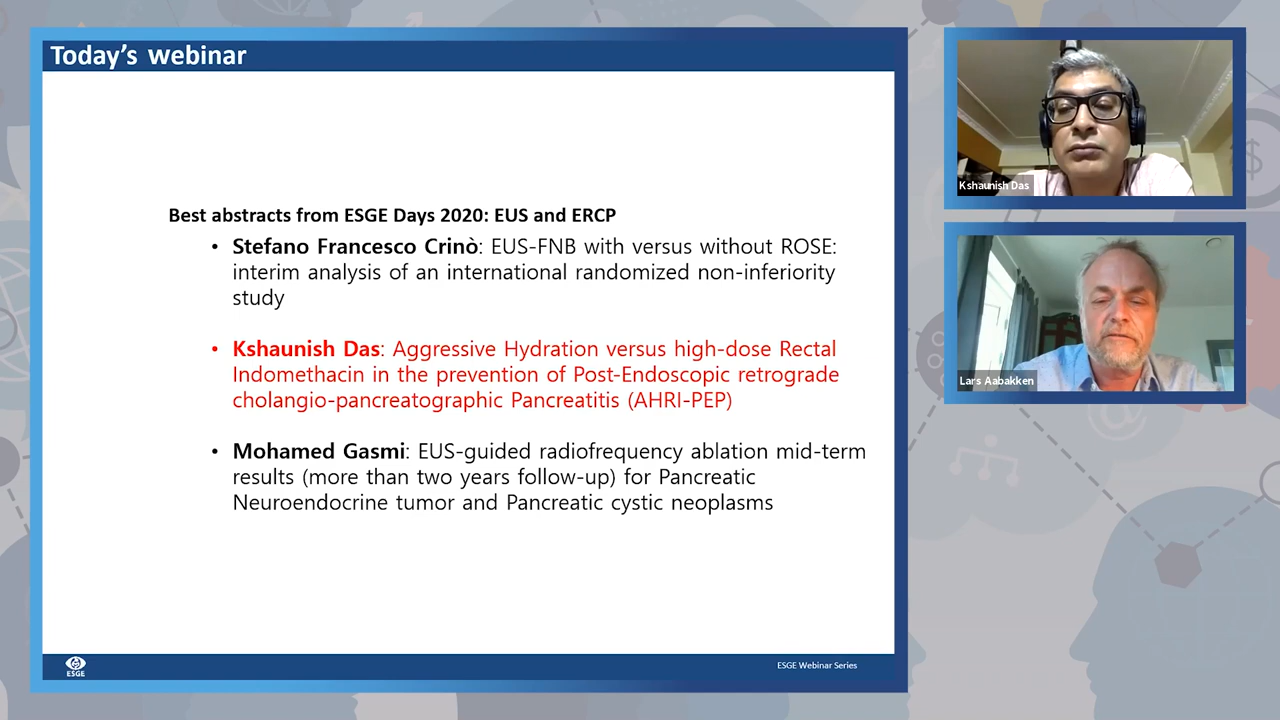 Today's webinar
Best abstracts from ESGE Days 2020: EUS and ERCP
• Stefano Francesco Crinò: EUS-FNB with versus without ROSE:
interim analysis of an international randomized non-inferiority
study
• Kshaunish Das: Aggressive Hydration versus high-dose Rectal
Indomethacin in the prevention of Post-Endoscopic retrograde
cholangio-pancreatographic Pancreatitis (AHRI-PEP)
• Mohamed Gasmi: EUS-guided radiofrequency ablation mid-term
results (more than two years follow-up) for Pancreatic
Neuroendocrine tumor and Pancreatic cystic neoplasms
ESGE
ESGE Webinar Series
Kshaunish Das
Lars Aabakken